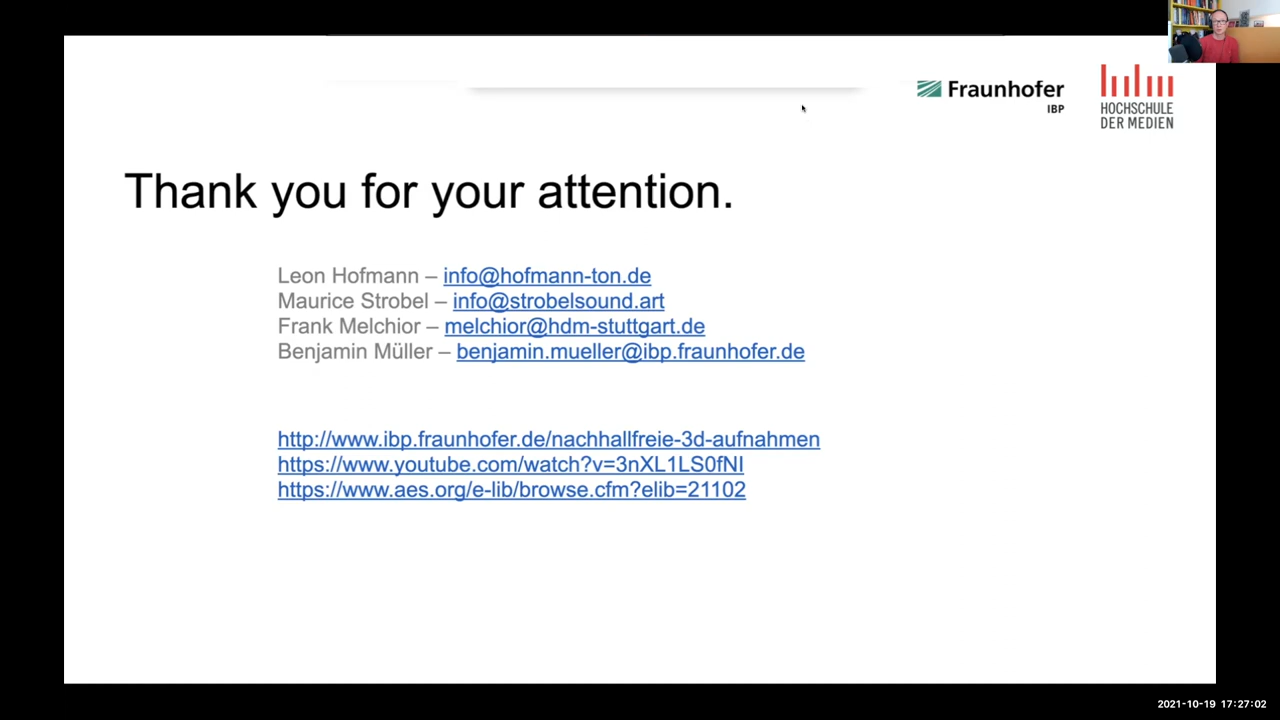 Fraunhofer
IBP
HOCHSCHULE
DER MEDIEN
Thank you for your attention.
Leon Hofmann – info@hofmann-ton.de
Maurice Strobel – info@strobelsound.art
Frank Melchior – melchior@hdm-stuttgart.de
Benjamin Müller – benjamin.mueller@ibp.fraunhofer.de
http://www.ibp.fraunhofer.de/nachhallfreie-3d-aufnahmen
https://www.youtube.com/watch?v=3nXL1LS0fNI
https://www.aes.org/e-lib/browse.cfm?elib=21102
2021-10-19 17:27:02